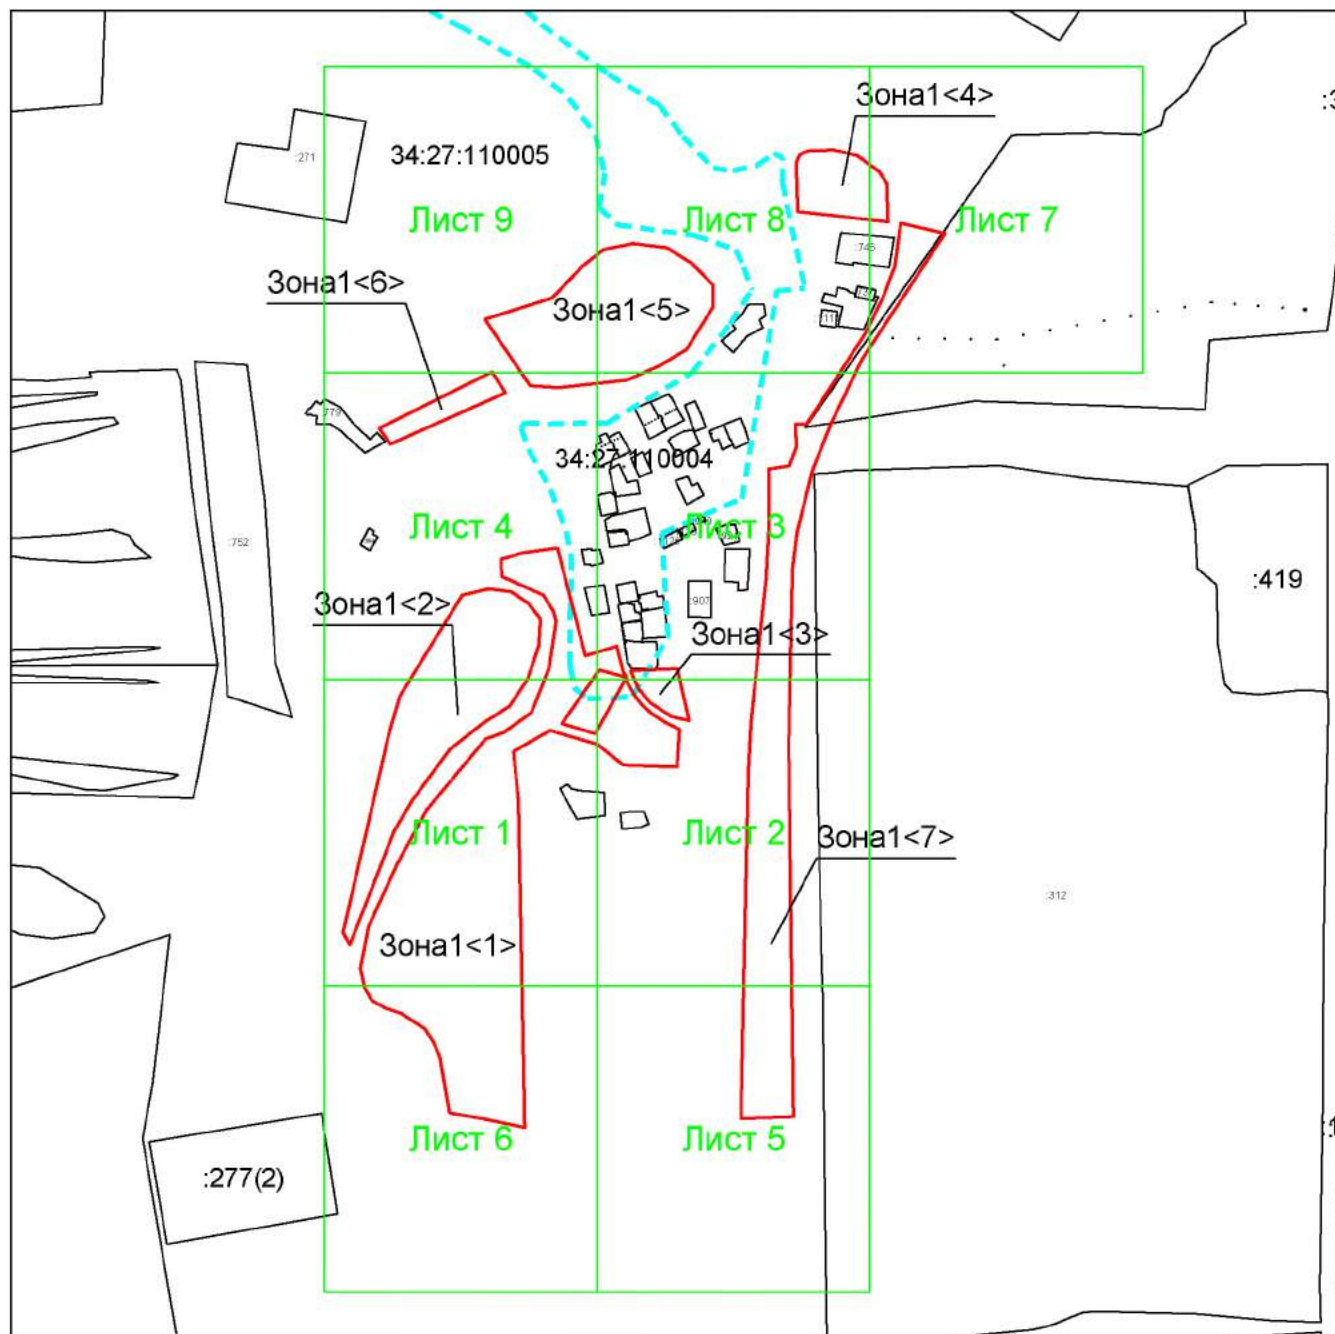 Зона1<4>
:271
34:27:110005
Лист 9
Лист 8
Лист 7
:745
Зона1<6>
Зона1<5>
:779
34:27:110004
Лист 4
Лист 3
:752
:419
Зона1<2>
:907
Зона1<3>
Лист 1
Лист 2
Зона1<7>
:312
Зона1<1>
Лист 6
Лист 5
:277(2)